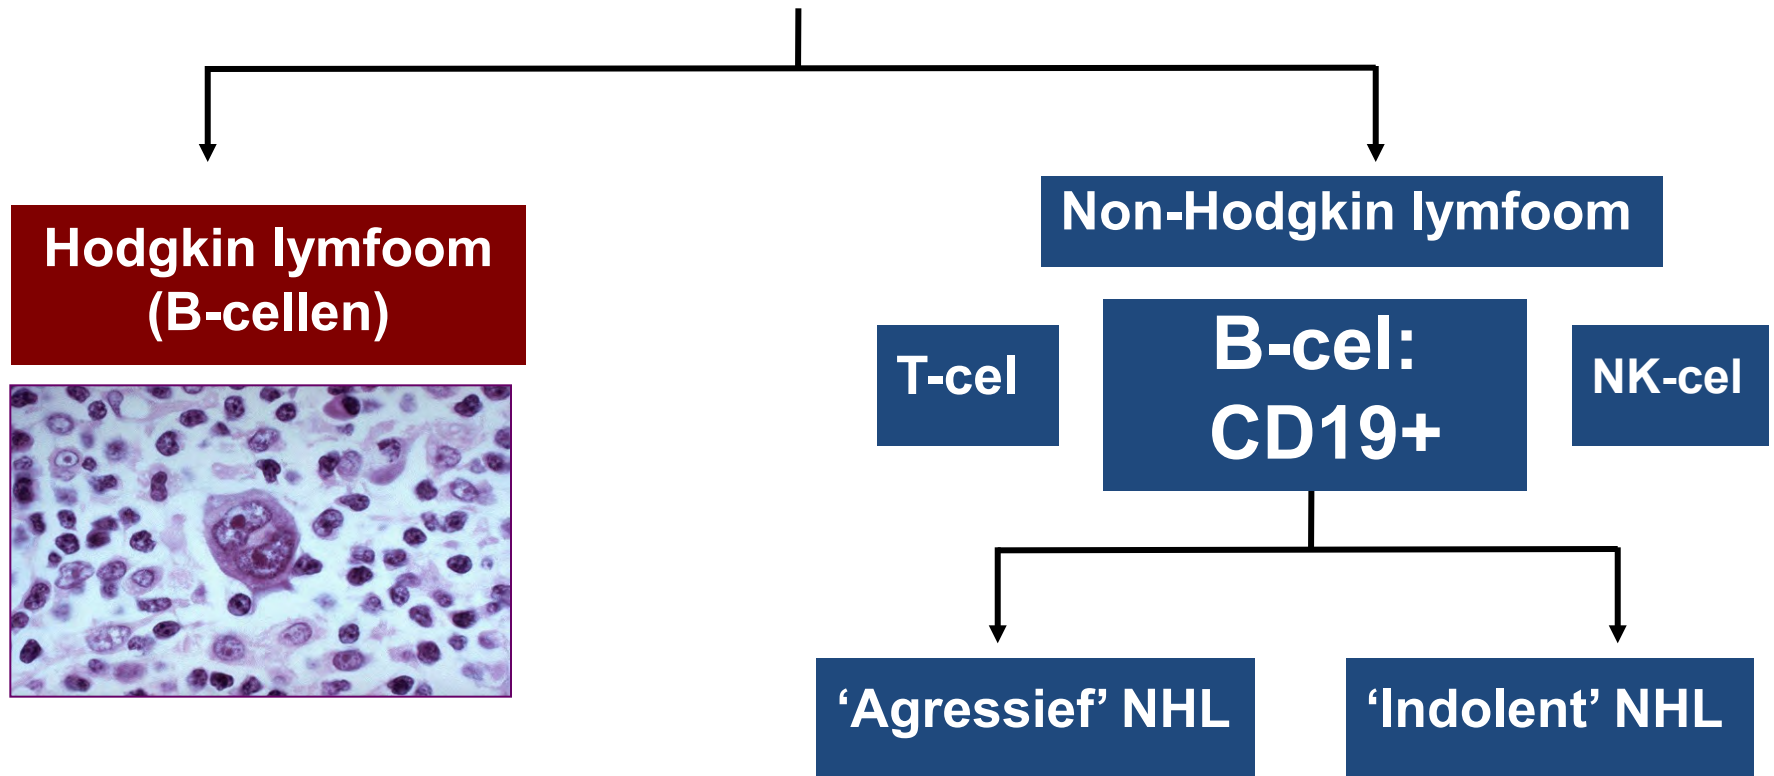 Hodgkin lymfoom
(B-cellen)
Non-Hodgkin lymfoom
T-cel
B-cel:
CD19+
NK-cel
‘Agressief’ NHL
‘Indolent’ NHL